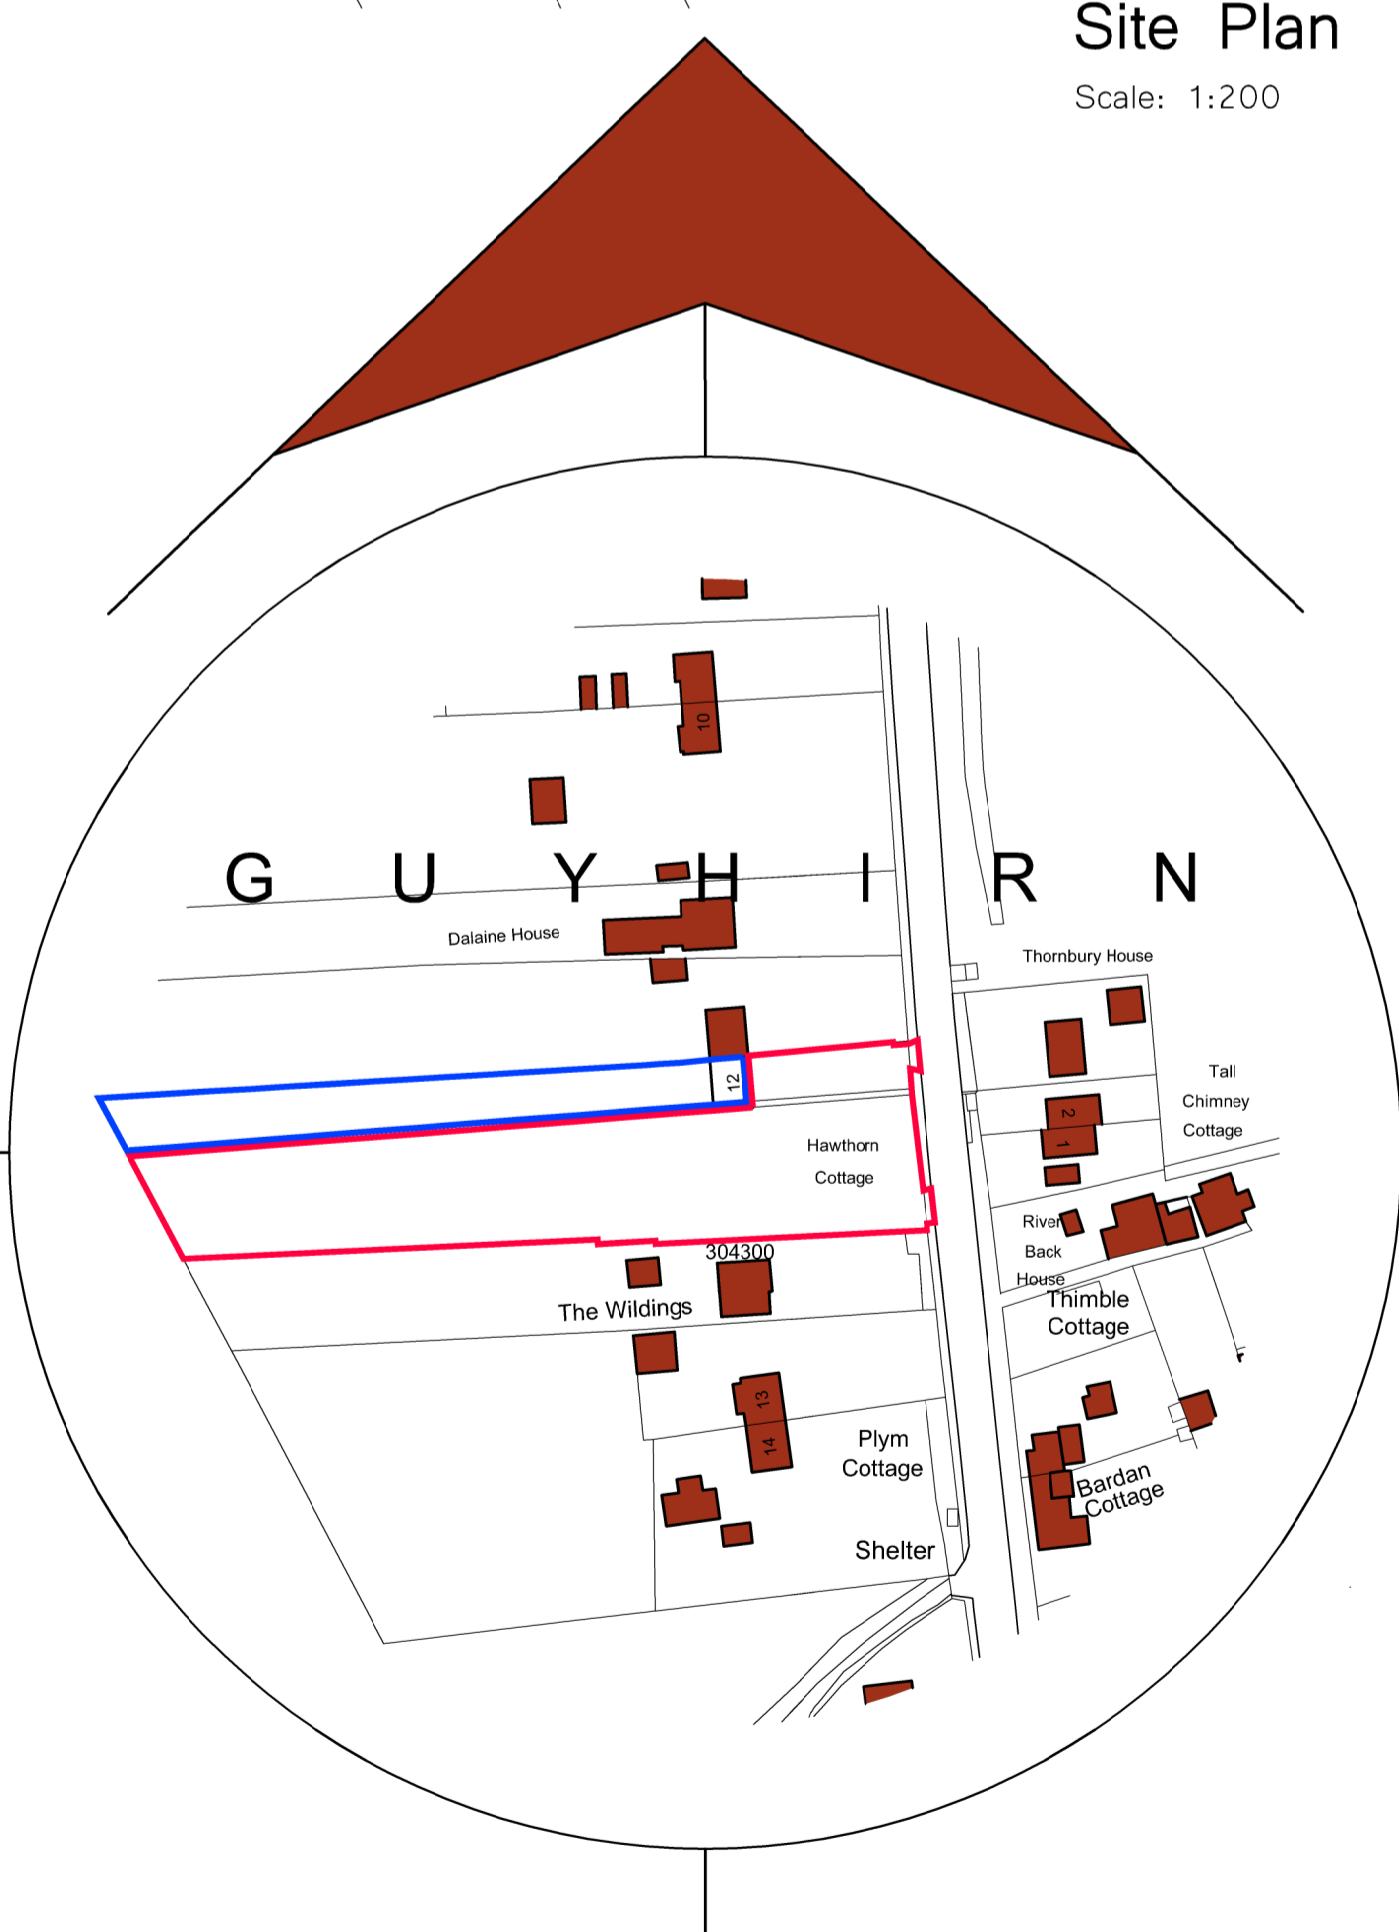 Site Plan
Scale: 1:200
10
G U Y H I R N
Dalaine House
Thornbury House
12
Tall
Chimney
Cottage
2
1
Hawthorn
Cottage
River
Back
House
304300
The Wildings
Thimble
Cottage
13
14
Plym
Cottage
Bardan
Cottage
Shelter